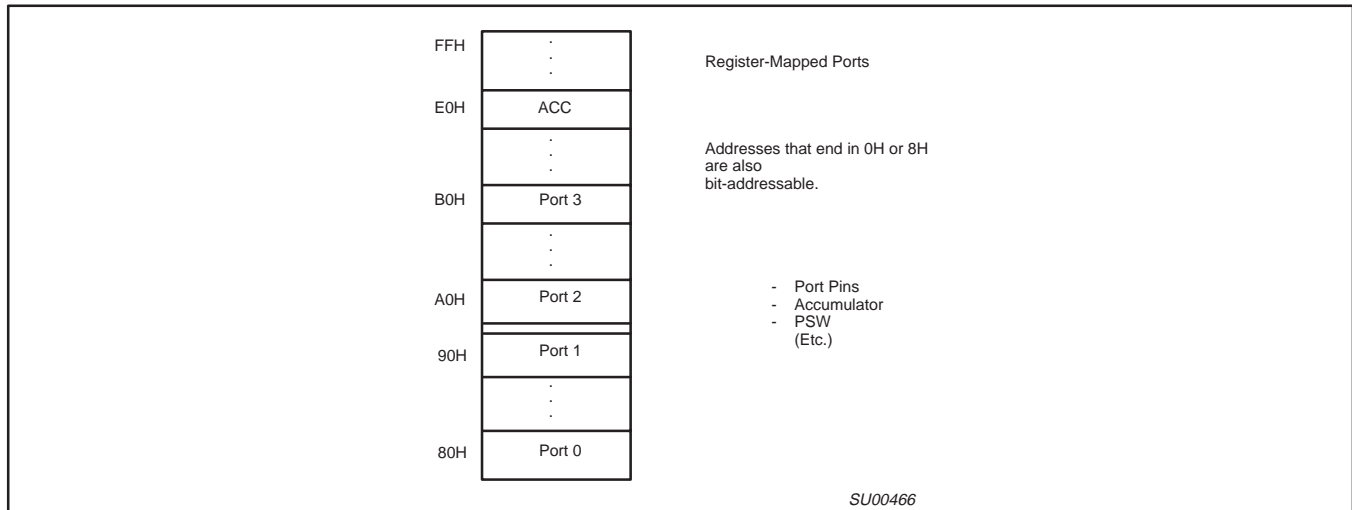 FFH
.
.
.
Register-Mapped Ports
E0H
ACC
.
.
.
Addresses that end in 0H or 8H
are also
bit-addressable.
B0H
Port 3
.
.
.
A0H
Port 2
- Port Pins
- Accumulator
- PSW
(Etc.)
90H
Port 1
.
.
.
80H
Port 0
SU00466